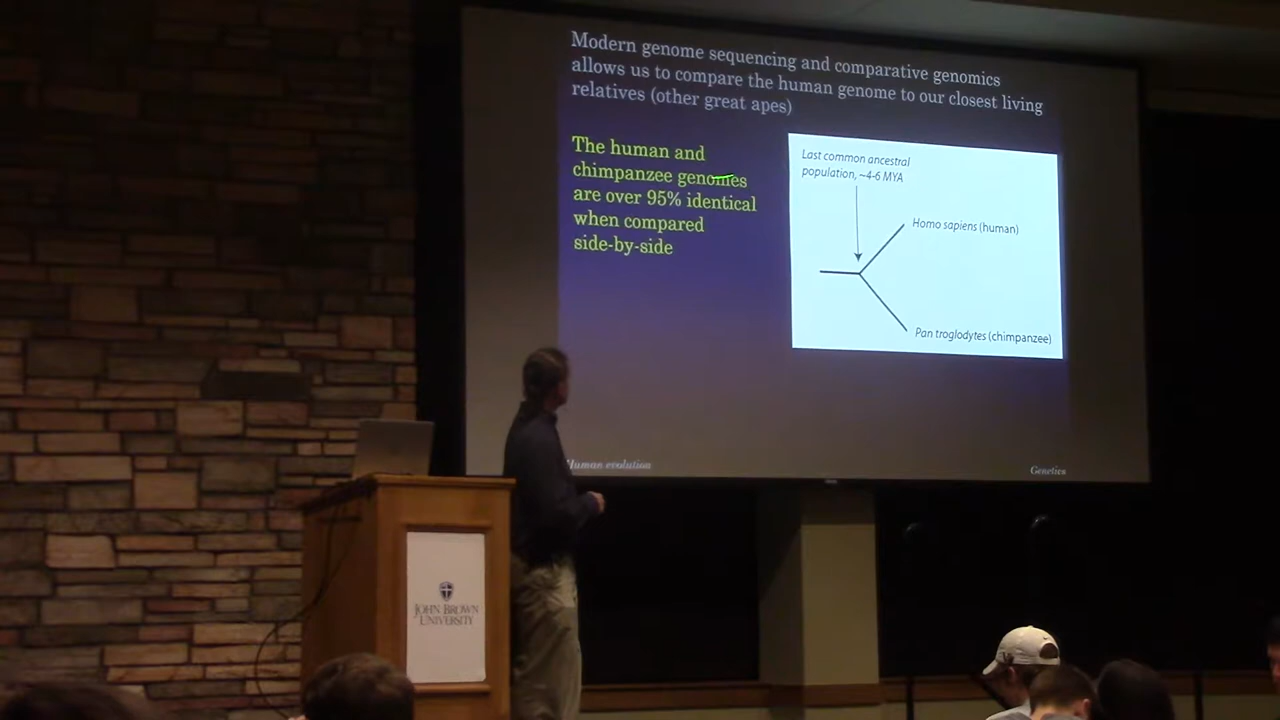 Modern genome sequencing and comparative genomics
allows us to compare the human genome to our closest living
relatives (other great apes)
The human and
chimpanzee genomes
are over 95% identical
when compared
side-by-side
Last common ancestral
population, ~4-6 MYA
Homo sapiens (human)
Pan troglodytes (chimpanzee)
Human evolution
Genetics
JOHN BROWN
UNIVERSITY